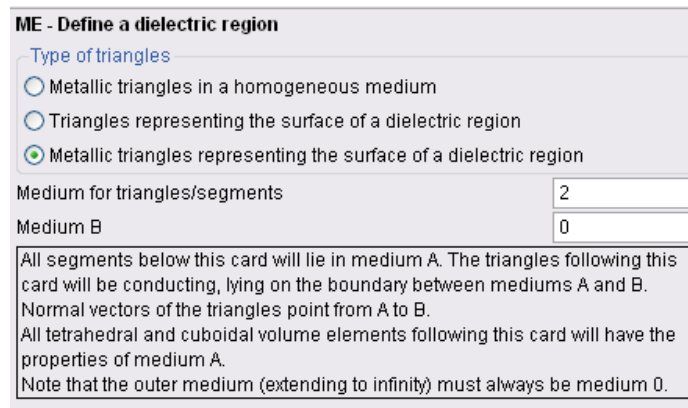 ME - Define a dielectric region
Type of triangles
Metallic triangles in a homogeneous medium
Triangles representing the surface of a dielectric region
Metallic triangles representing the surface of a dielectric region
Medium for triangles/segments 2
Medium B 0
All segments below this card will lie in medium A. The triangles following this
card will be conducting, lying on the boundary between mediums A and B.
Normal vectors of the triangles point from A to B.
All tetrahedral and cuboidal volume elements following this card will have the
properties of medium A.
Note that the outer medium (extending to infinity) must always be medium 0.